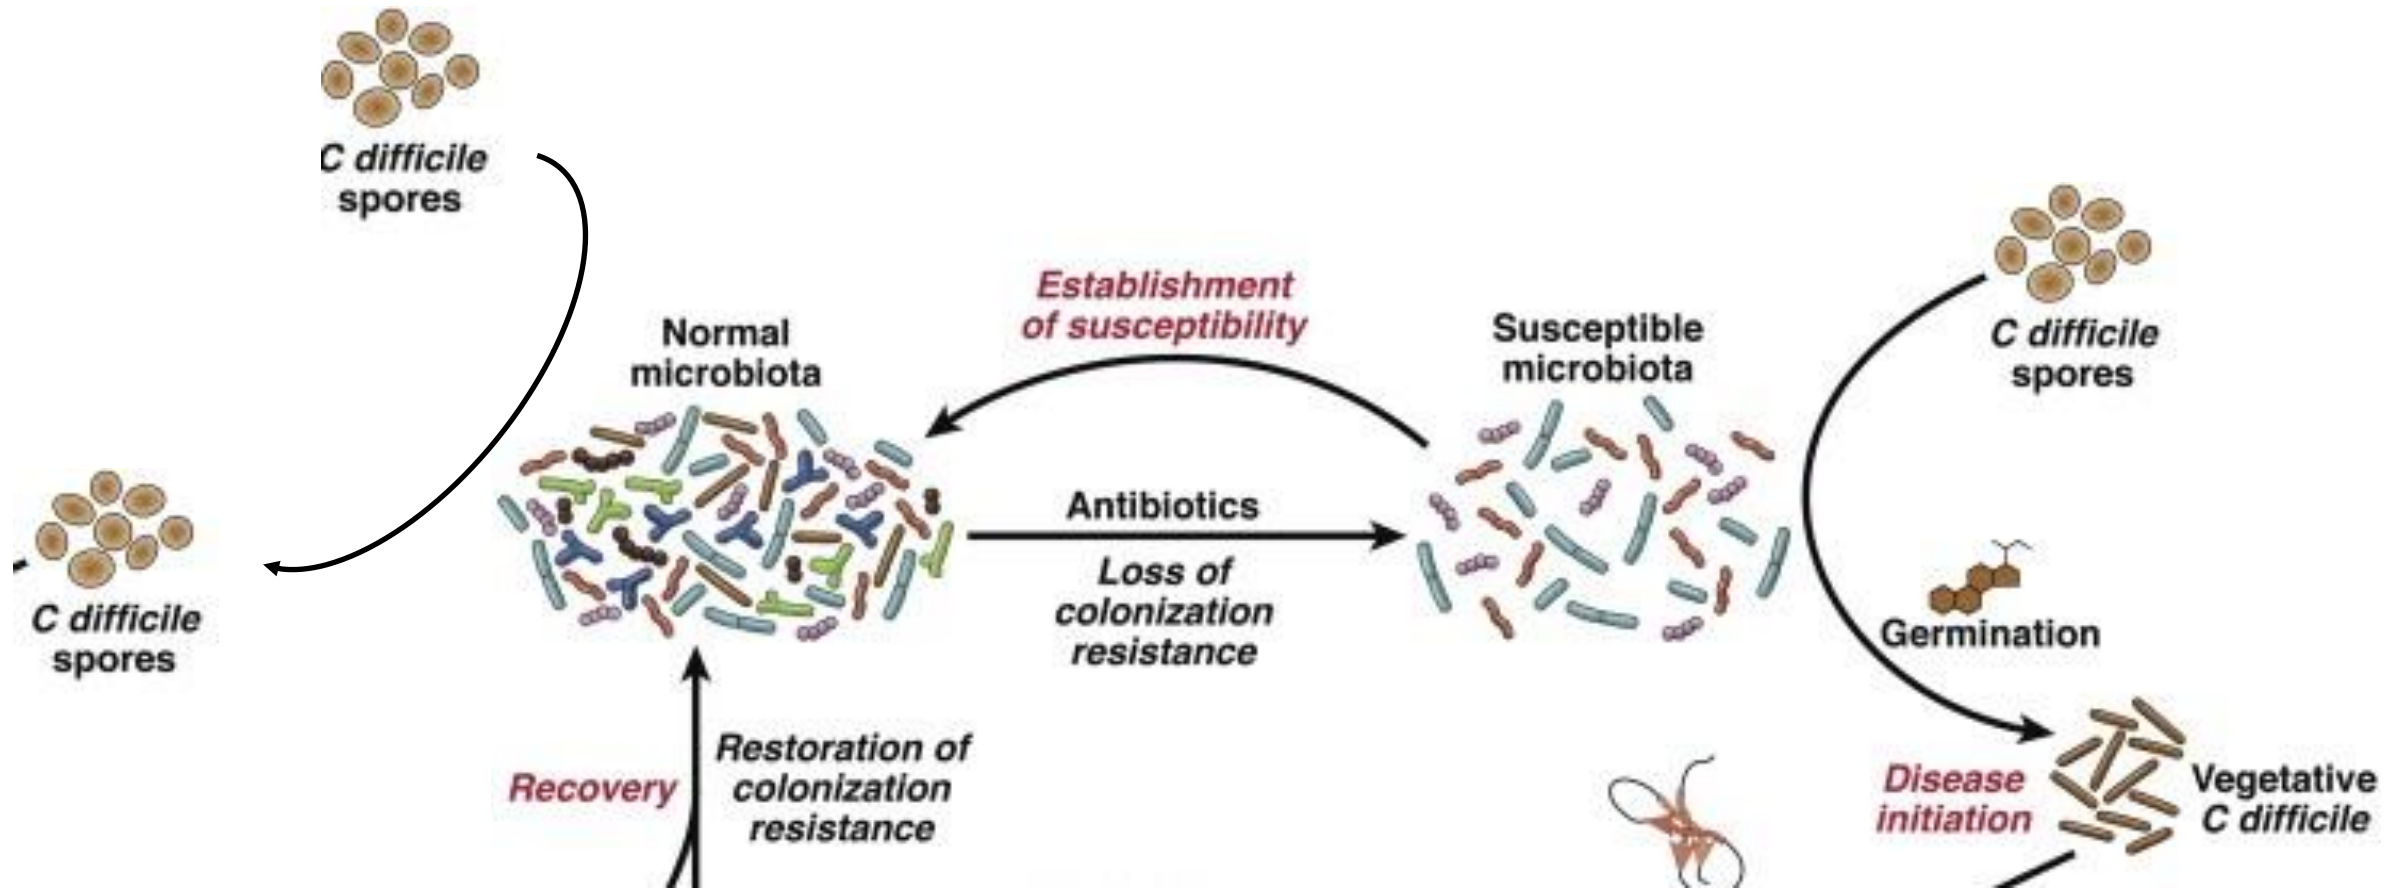 C difficile
spores
Establishment
of susceptibility
Normal
microbiota
Susceptible
microbiota
C difficile
spores
Antibiotics
Loss of
colonization
resistance
C difficile
spores
Germination
Recovery
Restoration of
colonization
resistance
Disease
initiation
Vegetative
C difficile